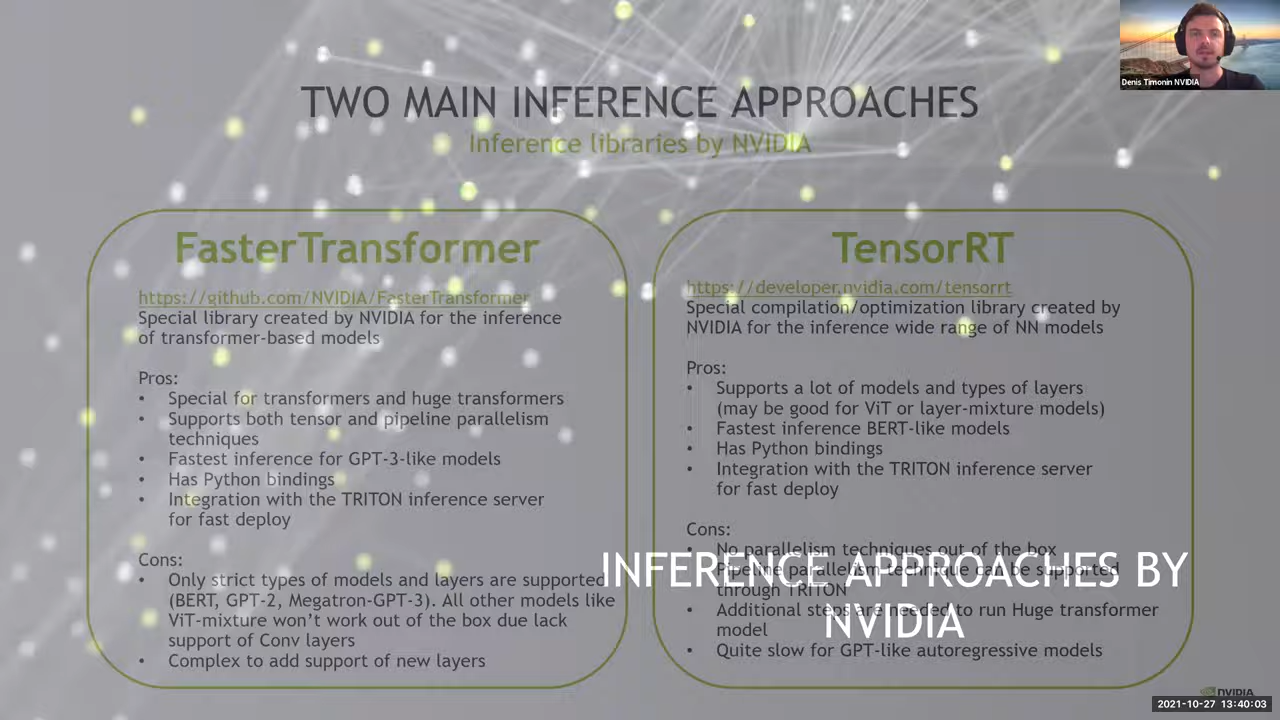 Denis Timonin NVIDIA
TWO MAIN INFERENCE APPROACHES
Inference libraries by NVIDIA
FasterTransformer
https://github.com/NVIDIA/FasterTransformer
Special library created by NVIDIA for the inference
of transformer-based models
Pros:
• Special for transformers and huge transformers
• Supports both tensor and pipeline parallelism
techniques
• Fastest inference for GPT-3-like models
• Has Python bindings
• Integration with the TRITON inference server
for fast deploy
Cons:
• Only strict types of models and layers are supported
(BERT, GPT-2, Megatron-GPT-3). All other models like
ViT-mixture won't work out of the box due lack
support of Conv layers
• Complex to add support of new layers
TensorRT
https://developer.nvidia.com/tensorrt
Special compilation/optimization library created by
NVIDIA for the inference wide range of NN models
Pros:
• Supports a lot of models and types of layers
(may be good for ViT or layer-mixture models)
• Fastest inference BERT-like models
• Has Python bindings
• Integration with the TRITON inference server
for fast deploy
Cons:
• No parallelism techniques out of the box
• Pipeline parallelism technique can be supported
through TRITON
• Additional steps are needed to run Huge transformer
model
• Quite slow for GPT-like autoregressive models
INFERENCE APPROACHES BY
NVIDIA
NVIDIA
2021-10-27 13:40:03